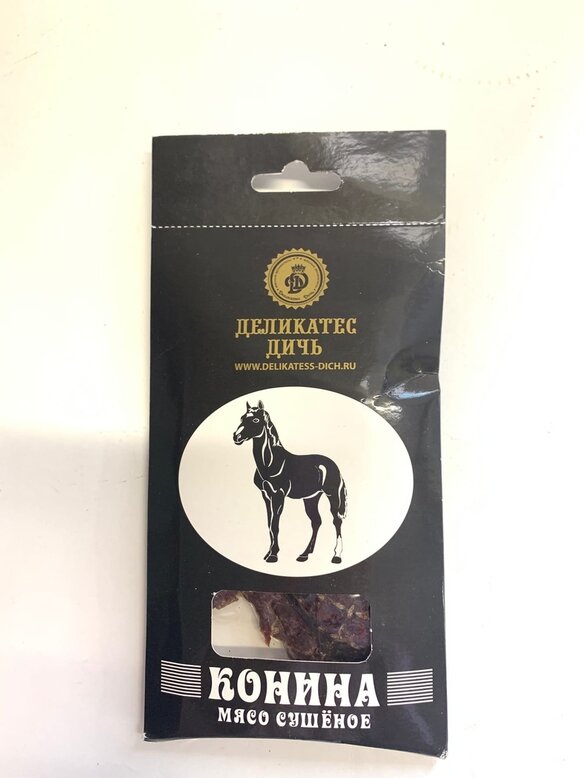 ДЕЛИКАТЕС
ДИЧЬ
WWW.DELIKATESS-DICH.RU
КОНИНА
МЯСО СУШЁНОЕ